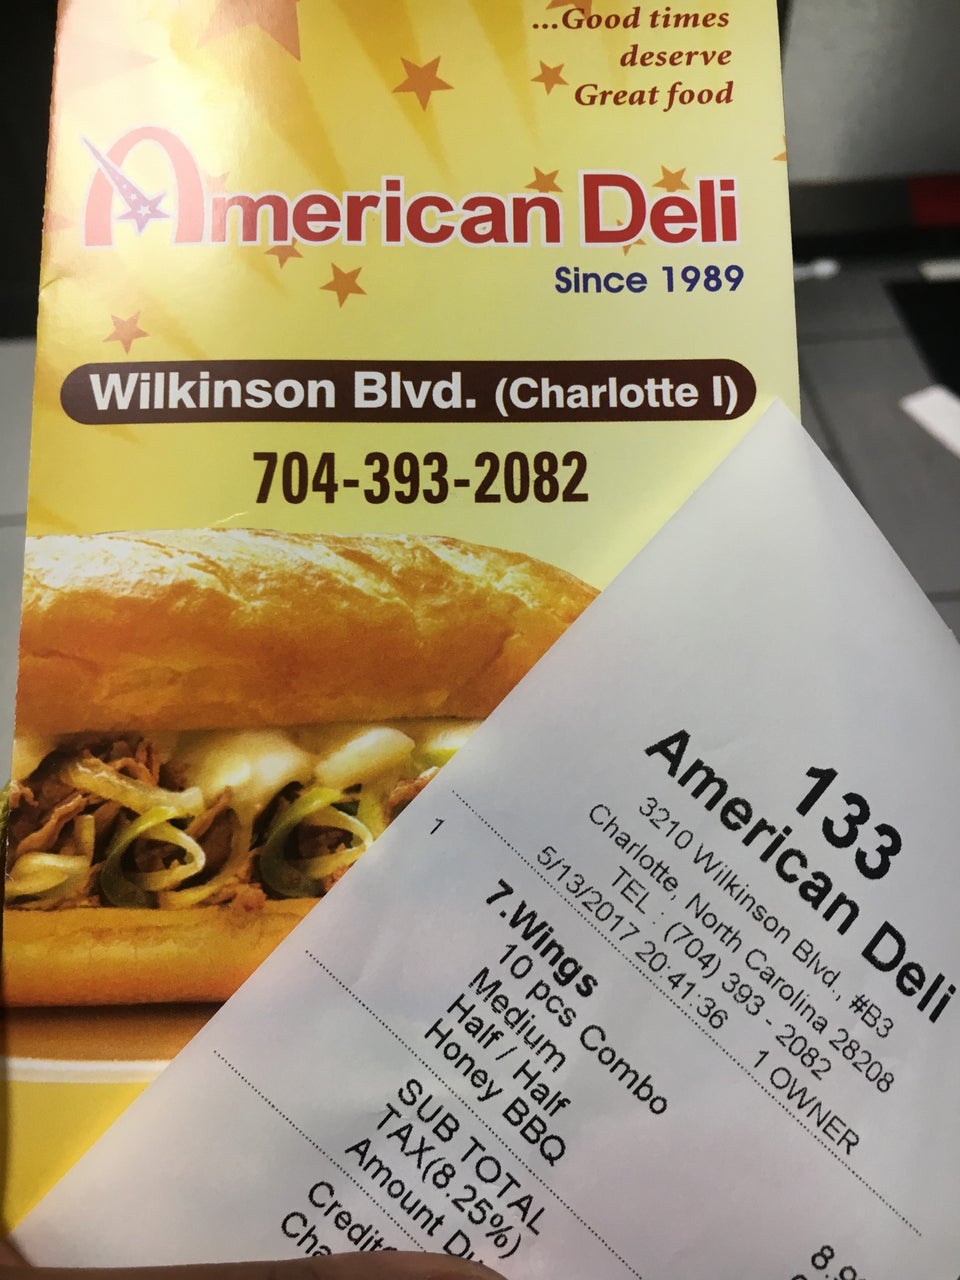 ...Good times
deserve
Great food
American Deli
Since 1989
Wilkinson Blvd. (Charlotte I)
704-393-2082
133
American Deli
3210 Wilkinson Blvd., #B3
Charlotte, North Carolina 28208
TEL : (704) 393 - 2082
5/13/2017 20:41:36 1 OWNER
1 7.Wings
10 pcs Combo
Medium
Half / Half
Honey BBQ
SUB TOTAL
TAX(8.25%)
Amount